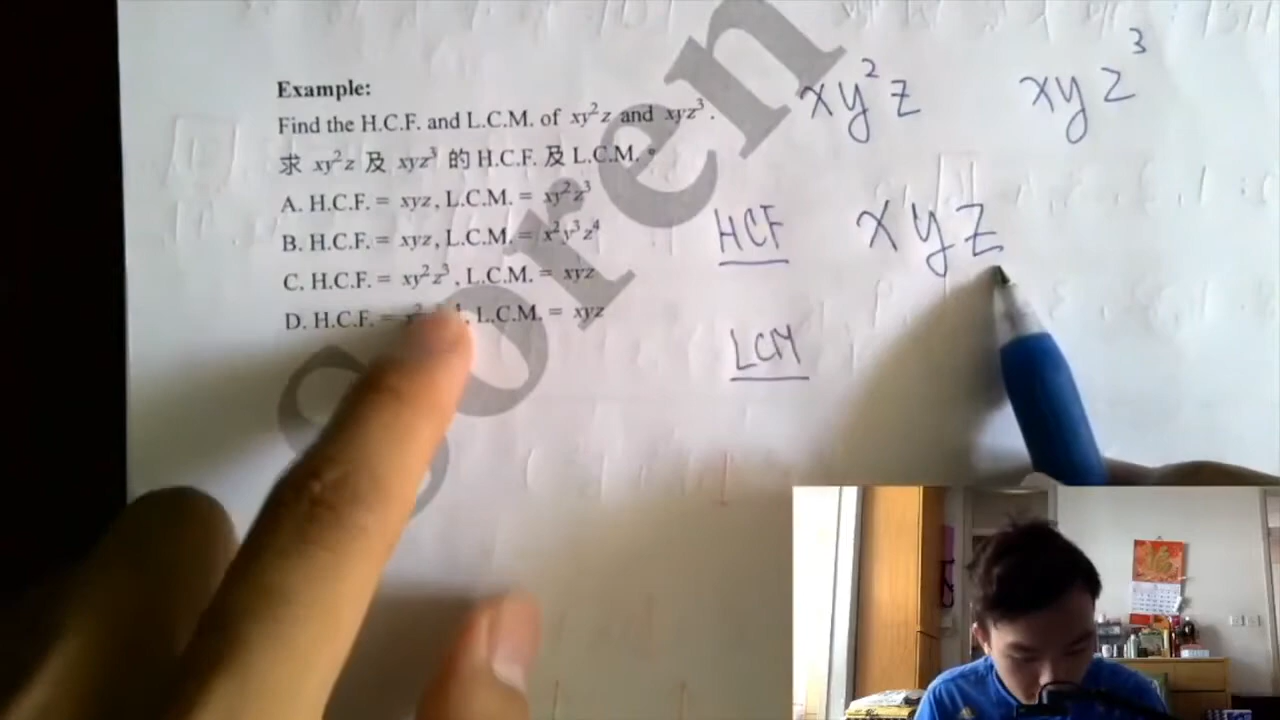 Example:
Find the H.C.F. and L.C.M. of xy²z and xyz³.
求 xy²z 及 xyz³ 的 H.C.F. 及 L.C.M.。
A. H.C.F. = xyz, L.C.M. = xy²z³
B. H.C.F. = xyz, L.C.M. = x²y³z⁴
C. H.C.F. = xy²z³, L.C.M. = xyz
D. H.C.F. = L.C.M. = xyz
xy²z xyz³
HCF xyz
LCM
oren